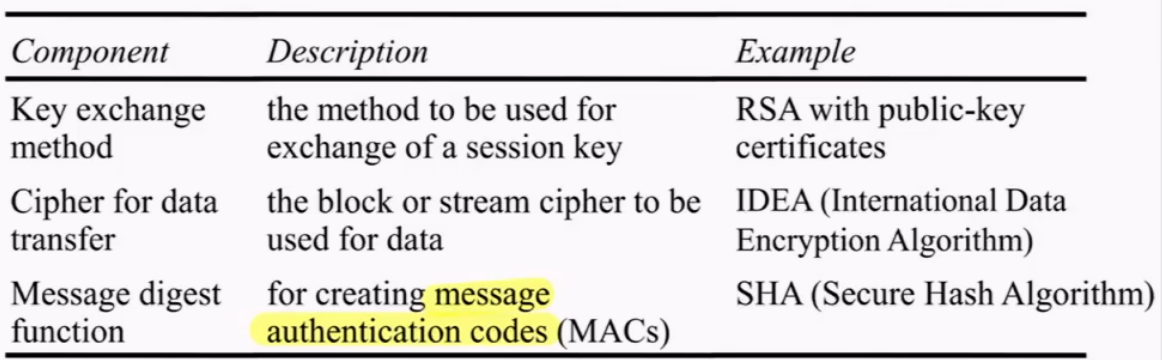 Component Description Example
Key exchange the method to be used for RSA with public-key
method exchange of a session key certificates
Cipher for data the block or stream cipher to be IDEA (International Data
transfer used for data Encryption Algorithm)
Message digest for creating message SHA (Secure Hash Algorithm)
function authentication codes (MACs)